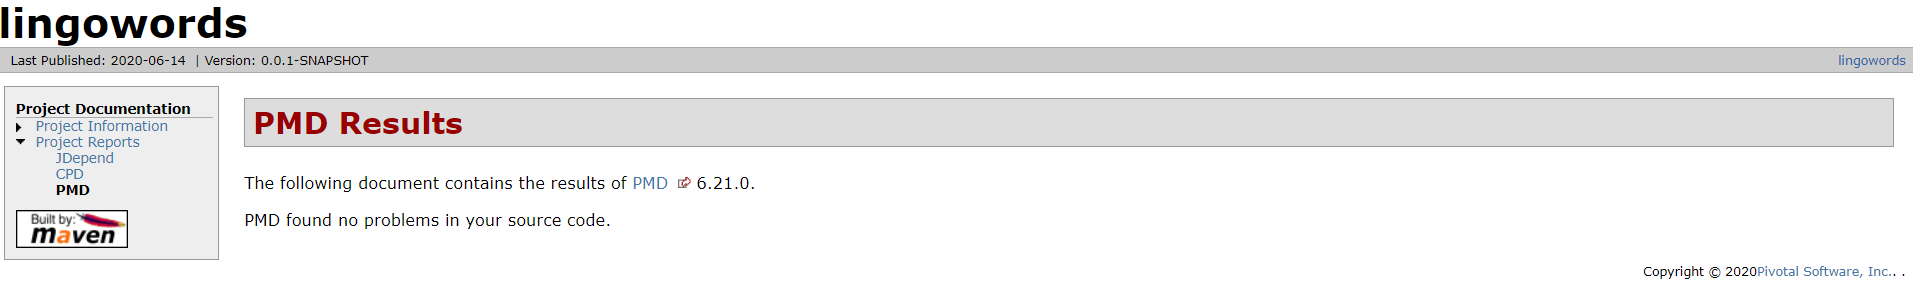 lingowords
Last Published: 2020-06-14 | Version: 0.0.1-SNAPSHOT
lingowords
Project Documentation
Project Information
Project Reports
JDepend
CPD
PMD
Built by:
maven
PMD Results
The following document contains the results of PMD 6.21.0.
PMD found no problems in your source code.
Copyright © 2020Pivotal Software, Inc.. .